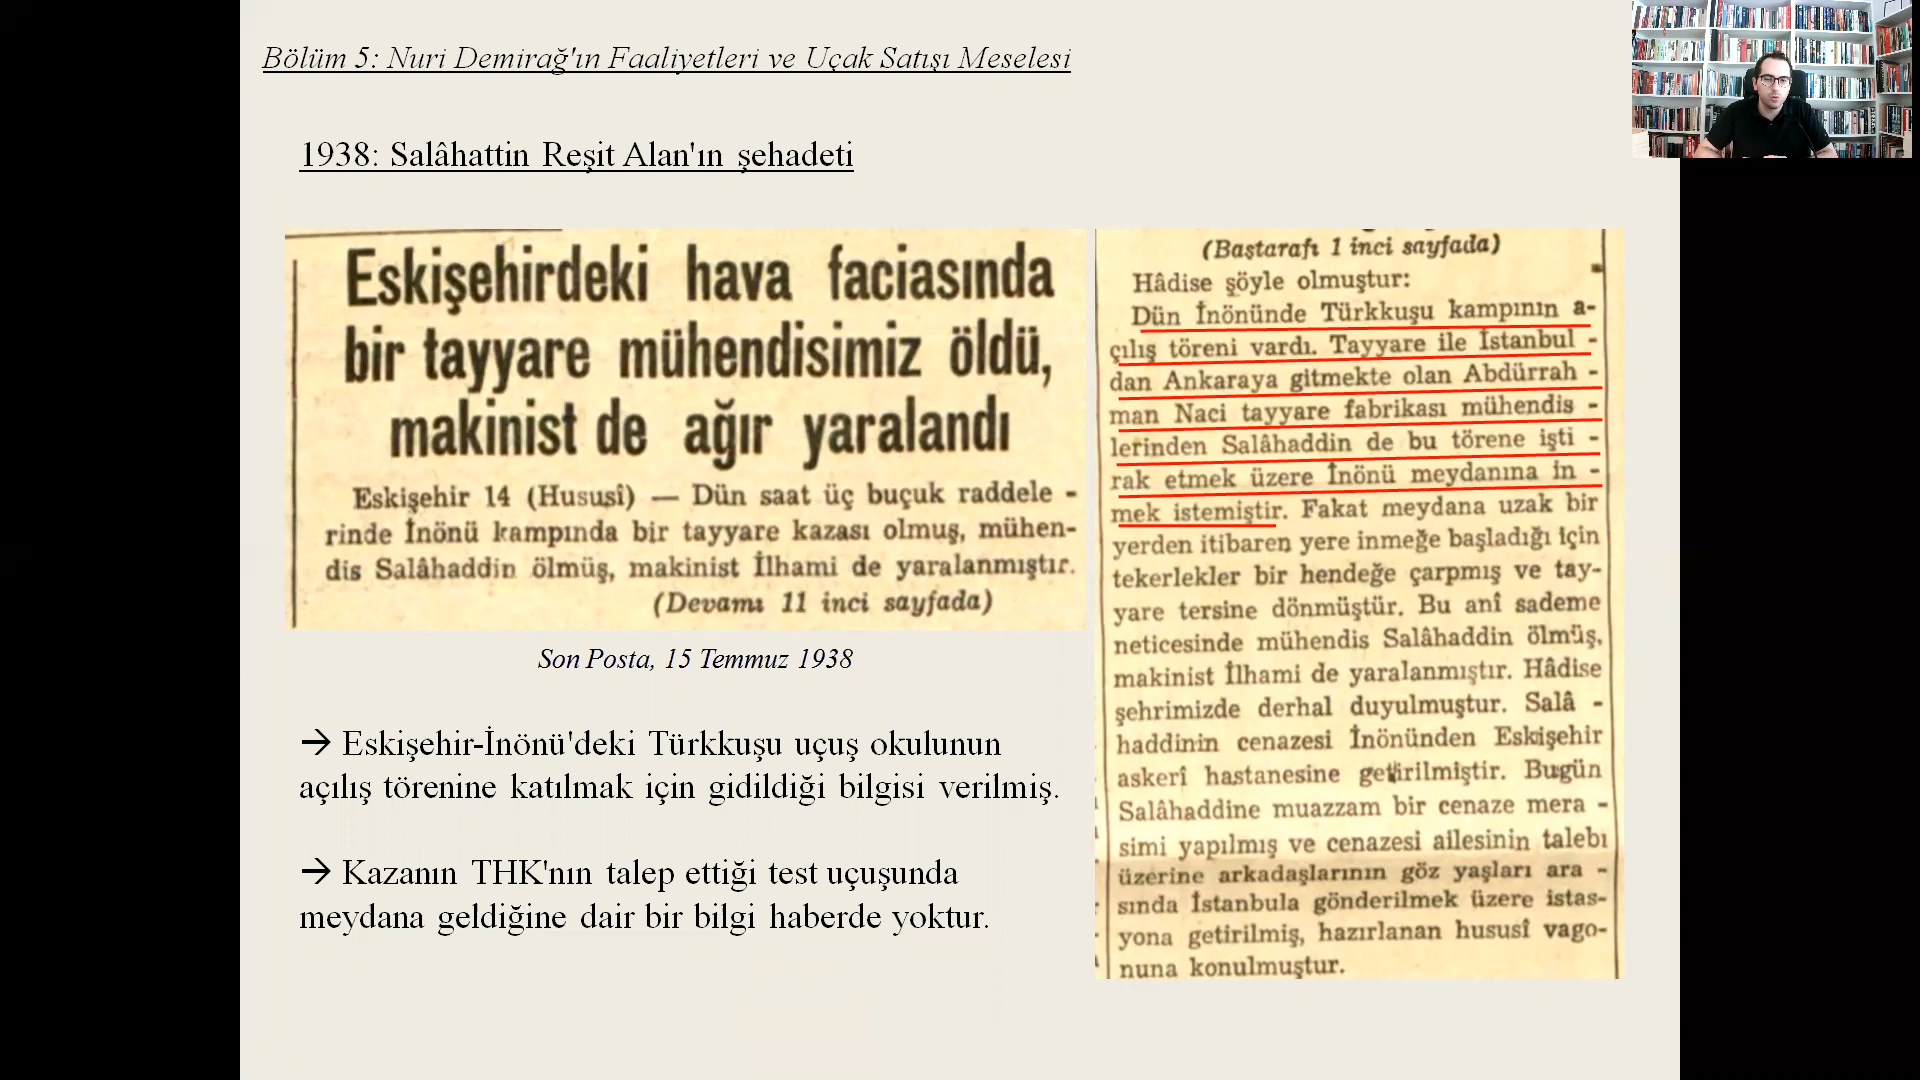 Bölüm 5: Nuri Demirağ'ın Faaliyetleri ve Uçak Satışı Meselesi
1938: Salâhattin Reşit Alan'ın şehadeti
Eskişehirdeki hava faciasında
bir tayyare mühendisimiz öldü,
makinist de ağır yaralandı
Eskişehir 14 (Hususî) — Dün saat üç buçuk raddele -
rinde İnönü kampında bir tayyare kazası olmuş, mühen-
dis Salâhaddin ölmüş, makinist İlhami de yaralanmıştır.
(Devamı 11 inci sayfada)
Son Posta, 15 Temmuz 1938
→ Eskişehir-İnönü'deki Türkkuşu uçuş okulunun
açılış törenine katılmak için gidildiği bilgisi verilmiş.
→ Kazanın THK'nın talep ettiği test uçuşunda
meydana geldiğine dair bir bilgi haberde yoktur.
(Baştarafı 1 inci sayfada)
Hâdise şöyle olmuştur:
Dün İnönünde Türkkuşu kampının a-
çılış töreni vardı. Tayyare ile İstanbul -
dan Ankaraya gitmekte olan Abdürrah -
man Naci tayyare fabrikası mühendis -
lerinden Salâhaddin de bu törene işti -
rak etmek üzere İnönü meydanına in -
mek istemiştir. Fakat meydana uzak bir
yerden itibaren yere inmeğe başladığı için
tekerlekler bir hendeğe çarpmış ve tay-
yare tersine dönmüştür. Bu anî sademe
neticesinde mühendis Salâhaddin ölmüş,
makinist İlhami de yaralanmıştır. Hâdise
şehrimizde derhal duyulmuştur. Salâ -
haddinin cenazesi İnönünden Eskişehir
askerî hastanesine getirilmiştir. Bugün
Salâhaddine muazzam bir cenaze mera -
simi yapılmış ve cenazesi ailesinin talebi
üzerine arkadaşlarının göz yaşları ara -
sında İstanbula gönderilmek üzere istas-
yona getirilmiş, hazırlanan hususî vago-
nuna konulmuştur.